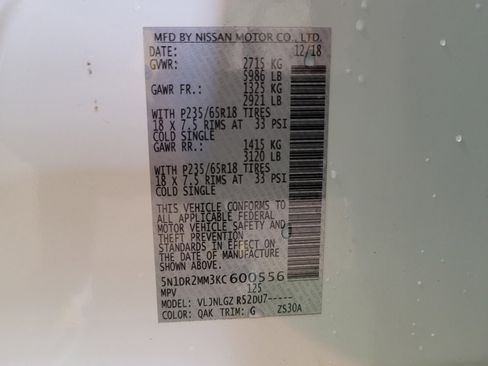 MFD BY NISSAN MOTOR CO., LTD.
DATE: 12/18
GVWR: 2715 KG
5986 LB
GAWR FR.: 1325 KG
2921 LB
WITH P235/65R18 TIRES
18 X 7.5 RIMS AT 33 PSI
COLD SINGLE
GAWR RR.: 1415 KG
3120 LB
WITH P235/65R18 TIRES
18 X 7.5 RIMS AT 33 PSI
COLD SINGLE
THIS VEHICLE CONFORMS TO
ALL APPLICABLE FEDERAL
MOTOR VEHICLE SAFETY AND
THEFT PREVENTION
STANDARDS IN EFFECT ON
THE DATE OF MANUFACTURE
SHOWN ABOVE.
5N1DR2MM3KC600556
MPV 125
MODEL: VLJNLGZ R52DU7-----
COLOR: QAK TRIM: G ZS30A